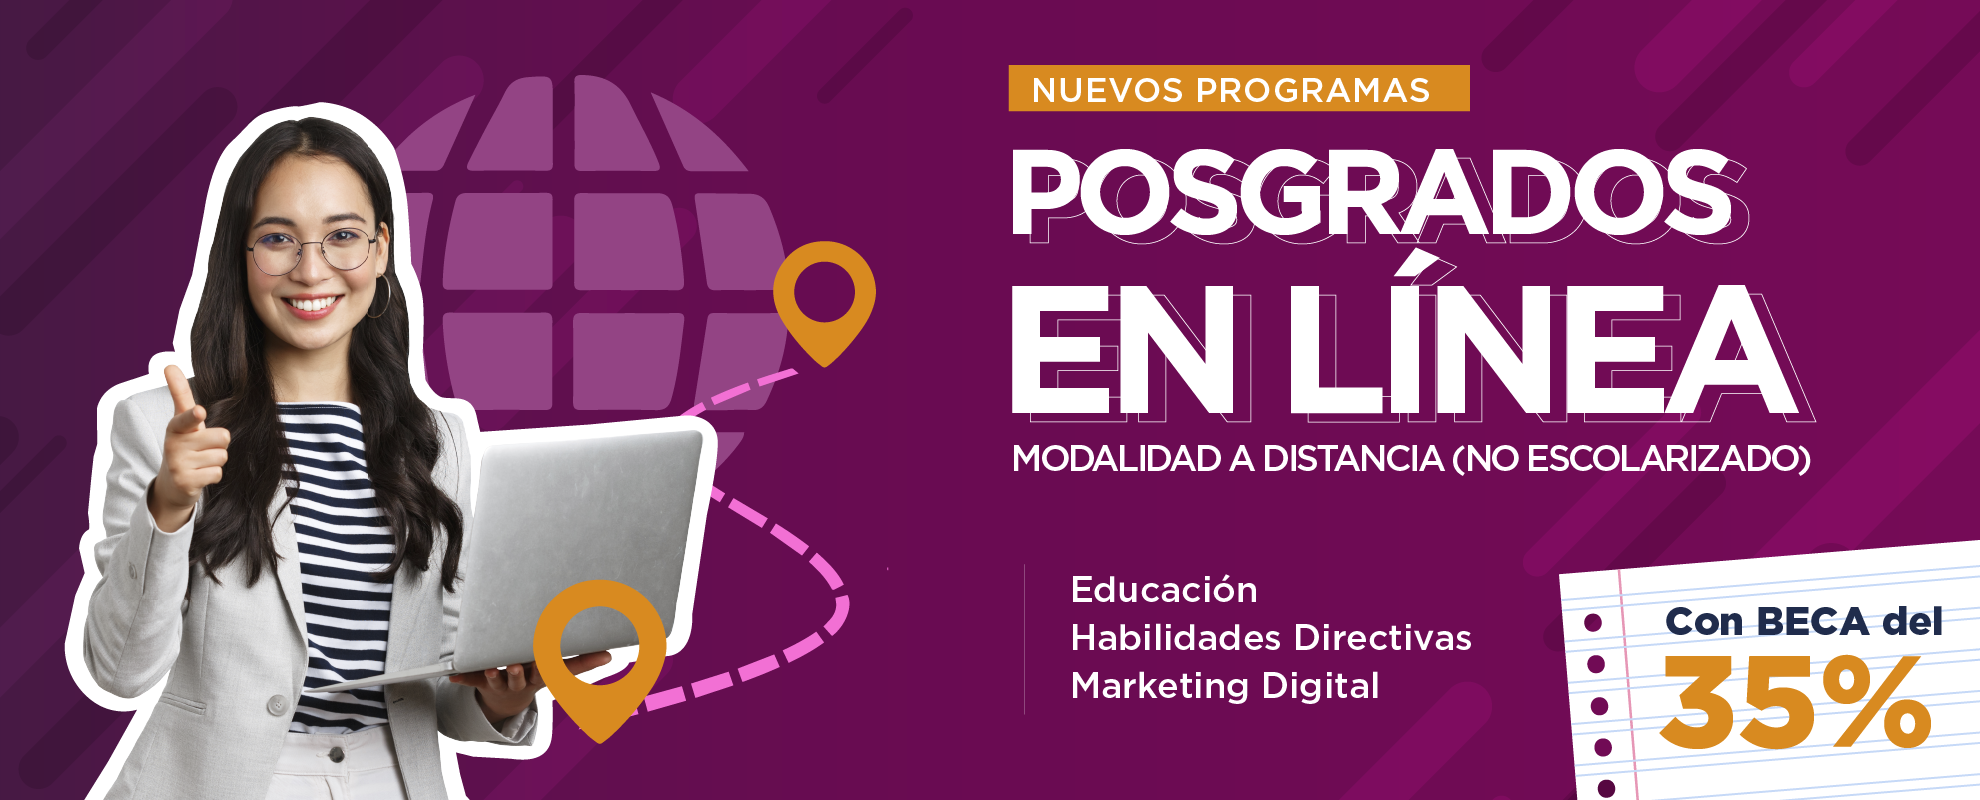 NUEVOS PROGRAMAS
POSGRADOS
EN LÍNEA
MODALIDAD A DISTANCIA (NO ESCOLARIZADO)
Educación
Habilidades Directivas
Marketing Digital
Con BECA del
35%